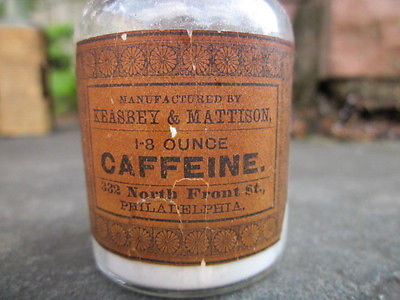 MANUFACTURED BY
KEASBEY & MATTISON,
1-8 OUNCE
CAFFEINE.
332 North Front St.,
PHILADELPHIA.